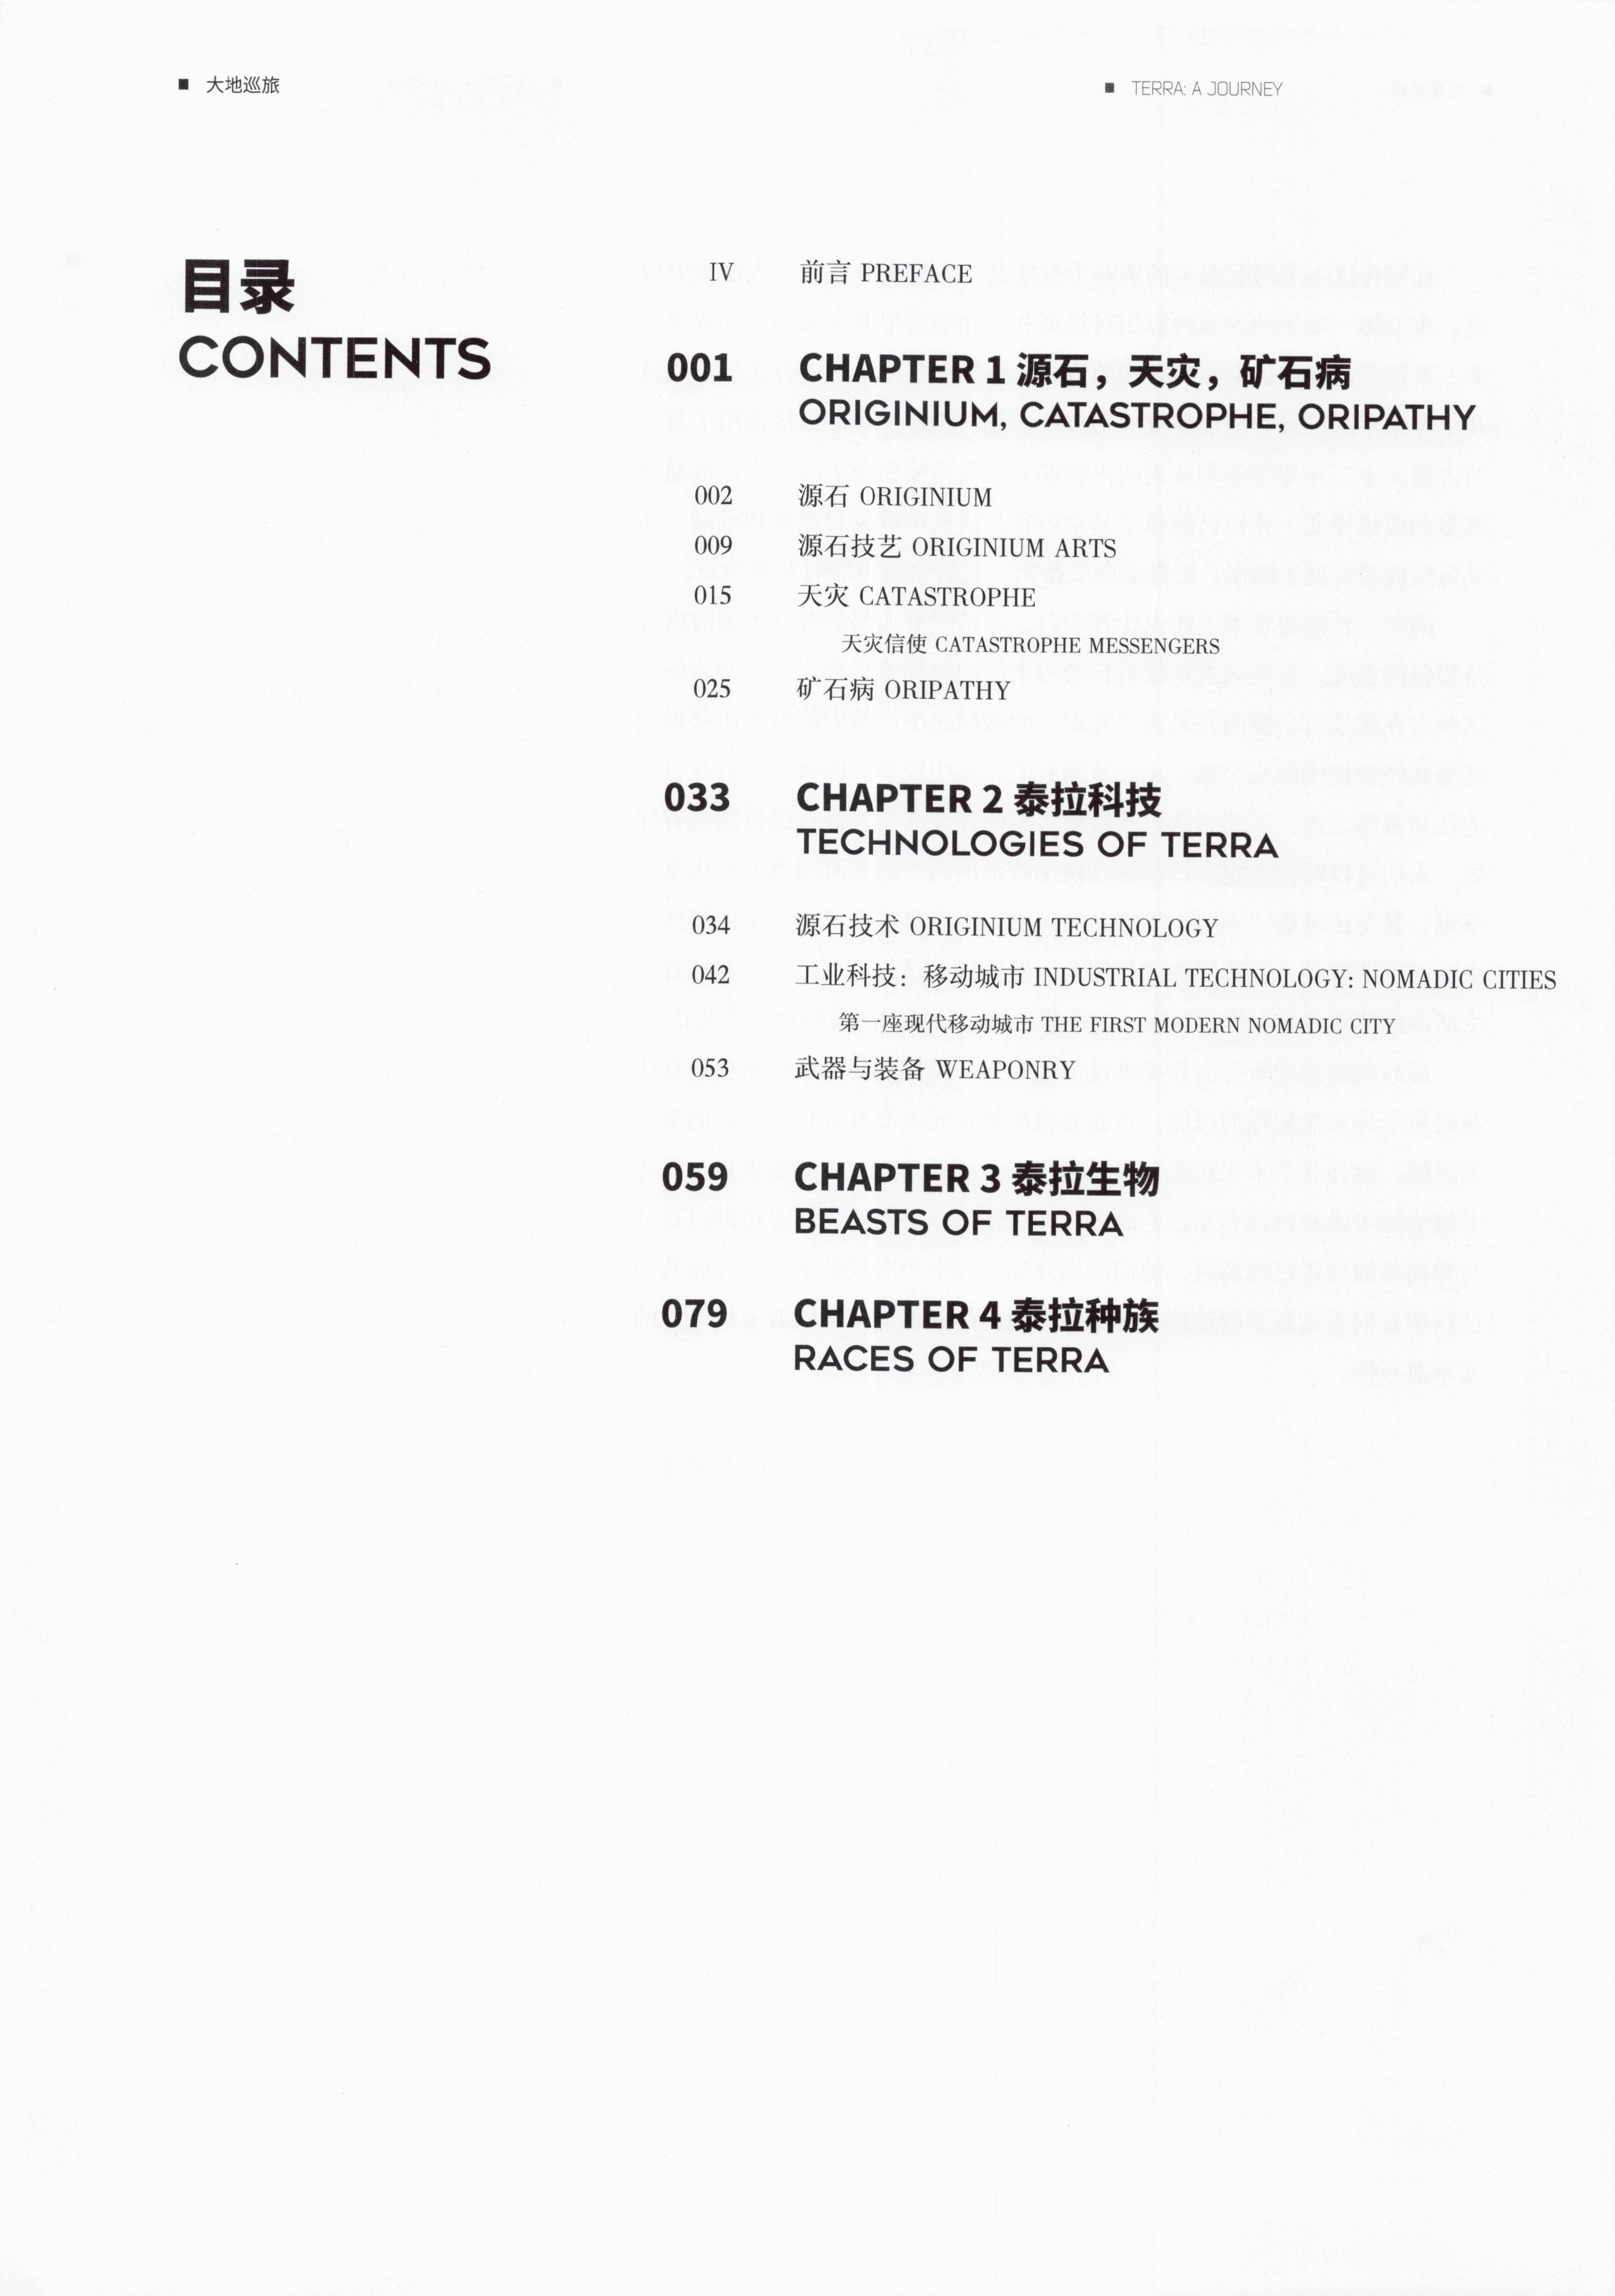 大地巡旅
TERRA: A JOURNEY
目录
CONTENTS
IV 前言 PREFACE
001 CHAPTER 1 源石，天灾，矿石病
ORIGINIUM, CATASTROPHE, ORIPATHY
002 源石 ORIGINIUM
009 源石技艺 ORIGINIUM ARTS
015 天灾 CATASTROPHE
天灾信使 CATASTROPHE MESSENGERS
025 矿石病 ORIPATHY
033 CHAPTER 2 泰拉科技
TECHNOLOGIES OF TERRA
034 源石技术 ORIGINIUM TECHNOLOGY
042 工业科技：移动城市 INDUSTRIAL TECHNOLOGY: NOMADIC CITIES
第一座现代移动城市 THE FIRST MODERN NOMADIC CITY
053 武器与装备 WEAPONRY
059 CHAPTER 3 泰拉生物
BEASTS OF TERRA
079 CHAPTER 4 泰拉种族
RACES OF TERRA